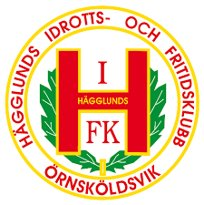 HÄGGLUNDS IDROTTS- OCH FRITIDSKLUBB
I
H
HÄGGLUNDS
FK
ÖRNSKÖLDSVIK